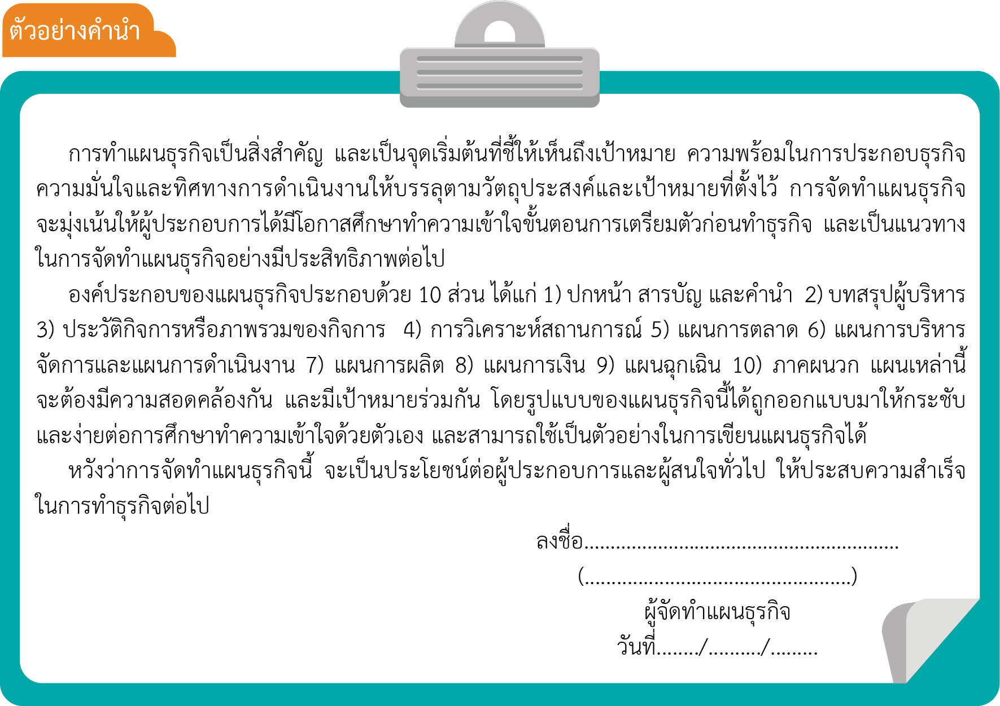 ตัวอย่างคำนำ
การทำแผนธุรกิจเป็นสิ่งสำคัญ และเป็นจุดเริ่มต้นที่ชี้ให้เห็นถึงเป้าหมาย ความพร้อมในการประกอบธุรกิจ
ความมั่นใจและทิศทางการดำเนินงานให้บรรลุตามวัตถุประสงค์และเป้าหมายที่ตั้งไว้ การจัดทำแผนธุรกิจ
จะมุ่งเน้นให้ผู้ประกอบการได้มีโอกาสศึกษาทำความเข้าใจขั้นตอนการเตรียมตัวก่อนทำธุรกิจ และเป็นแนวทาง
ในการจัดทำแผนธุรกิจอย่างมีประสิทธิภาพต่อไป
องค์ประกอบของแผนธุรกิจประกอบด้วย 10 ส่วน ได้แก่ 1) ปกหน้า สารบัญ และคำนำ 2) บทสรุปผู้บริหาร
3) ประวัติกิจการหรือภาพรวมของกิจการ 4) การวิเคราะห์สถานการณ์ 5) แผนการตลาด 6) แผนการบริหาร
จัดการและแผนการดำเนินงาน 7) แผนการผลิต 8) แผนการเงิน 9) แผนฉุกเฉิน 10) ภาคผนวก แผนเหล่านี้
จะต้องมีความสอดคล้องกัน และมีเป้าหมายร่วมกัน โดยรูปแบบของแผนธุรกิจนี้ได้ถูกออกแบบมาให้กระชับ
และง่ายต่อการศึกษาทำความเข้าใจด้วยตัวเอง และสามารถใช้เป็นตัวอย่างในการเขียนแผนธุรกิจได้
หวังว่าการจัดทำแผนธุรกิจนี้ จะเป็นประโยชน์ต่อผู้ประกอบการและผู้สนใจทั่วไป ให้ประสบความสำเร็จ
ในการทำธุรกิจต่อไป
ลงชื่อ............................................................
(..................................................)
ผู้จัดทำแผนธุรกิจ
วันที่......../........../.........